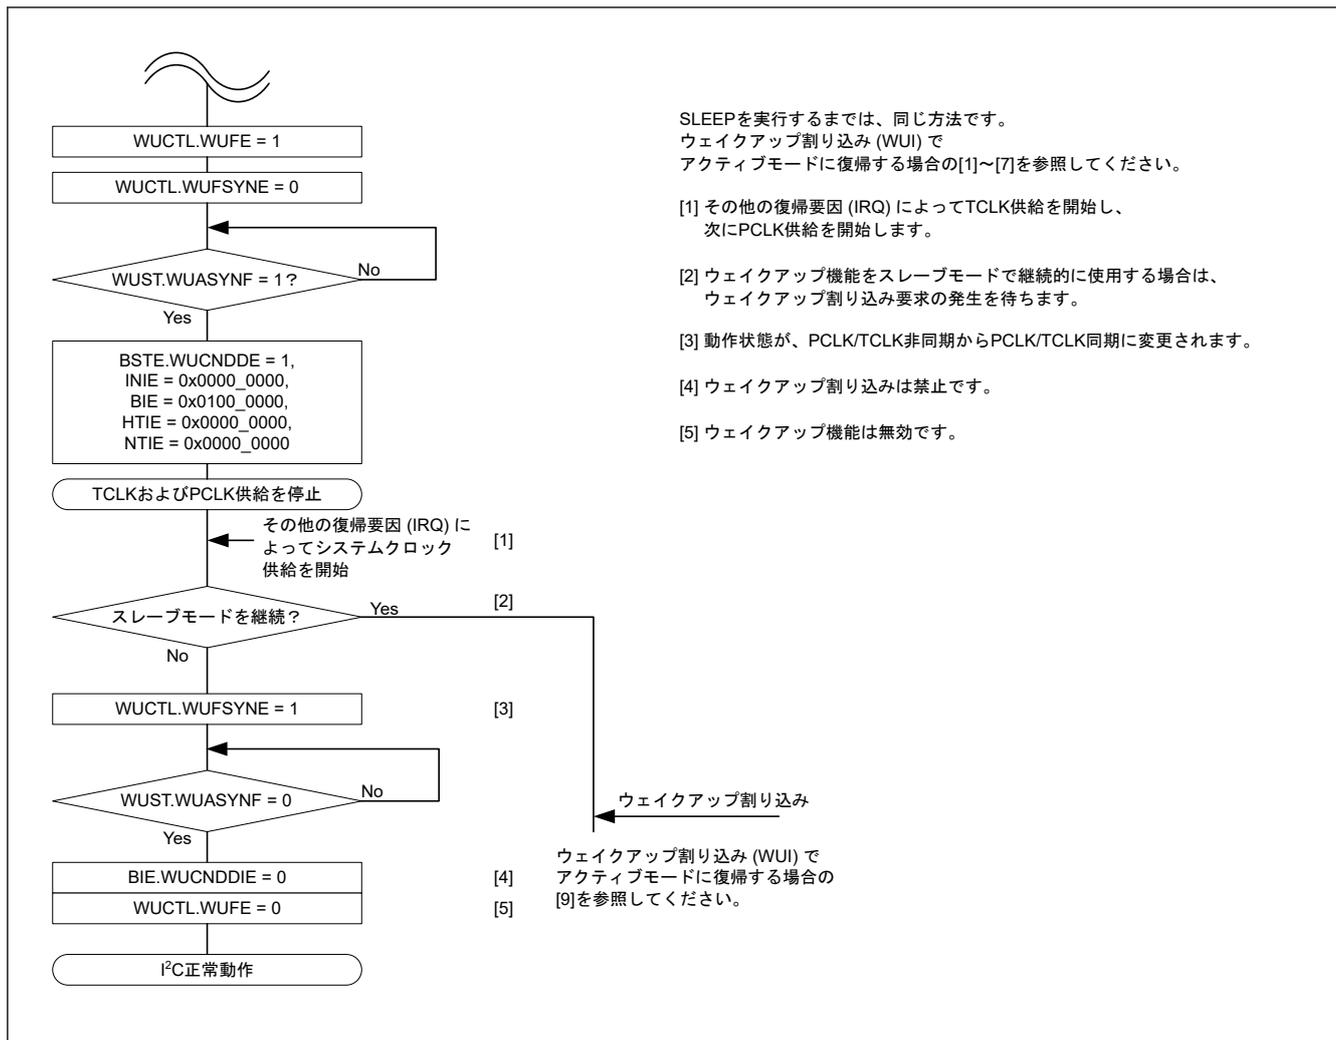 WUCTL.WUFE = 1
WUCTL.WUFSYNE = 0
WUST.WUASYNF = 1？
No
Yes
BSTE.WUCNDDE = 1,
INIE = 0x0000_0000,
BIE = 0x0100_0000,
HTIE = 0x0000_0000,
NTIE = 0x0000_0000
TCLKおよびPCLK供給を停止
その他の復帰要因 (IRQ) に
よってシステムクロック
供給を開始
[1]
スレーブモードを継続？
Yes
[2]
No
WUCTL.WUFSYNE = 1
[3]
WUST.WUASYNF = 0
No
Yes
BIE.WUCNDDIE = 0
[4]
WUCTL.WUFE = 0
[5]
I²C正常動作
ウェイクアップ割り込み
ウェイクアップ割り込み (WUI) で
アクティブモードに復帰する場合の
[9]を参照してください。
SLEEPを実行するまでは、同じ方法です。
ウェイクアップ割り込み (WUI) で
アクティブモードに復帰する場合の[1]～[7]を参照してください。
[1] その他の復帰要因 (IRQ) によってTCLK供給を開始し、
次にPCLK供給を開始します。
[2] ウェイクアップ機能をスレーブモードで継続的に使用する場合は、
ウェイクアップ割り込み要求の発生を待ちます。
[3] 動作状態が、PCLK/TCLK非同期からPCLK/TCLK同期に変更されます。
[4] ウェイクアップ割り込みは禁止です。
[5] ウェイクアップ機能は無効です。